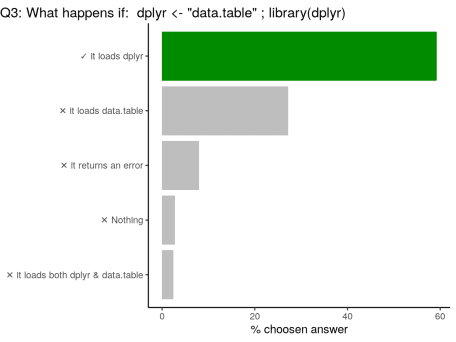 Q3: What happens if:  dplyr <- "data.table" ; library(dplyr)
✓ it loads dplyr
✕ it loads data.table
✕ It returns an error
✕ Nothing
✕ it loads both dplyr & data.table
0 20 40 60
% choosen answer